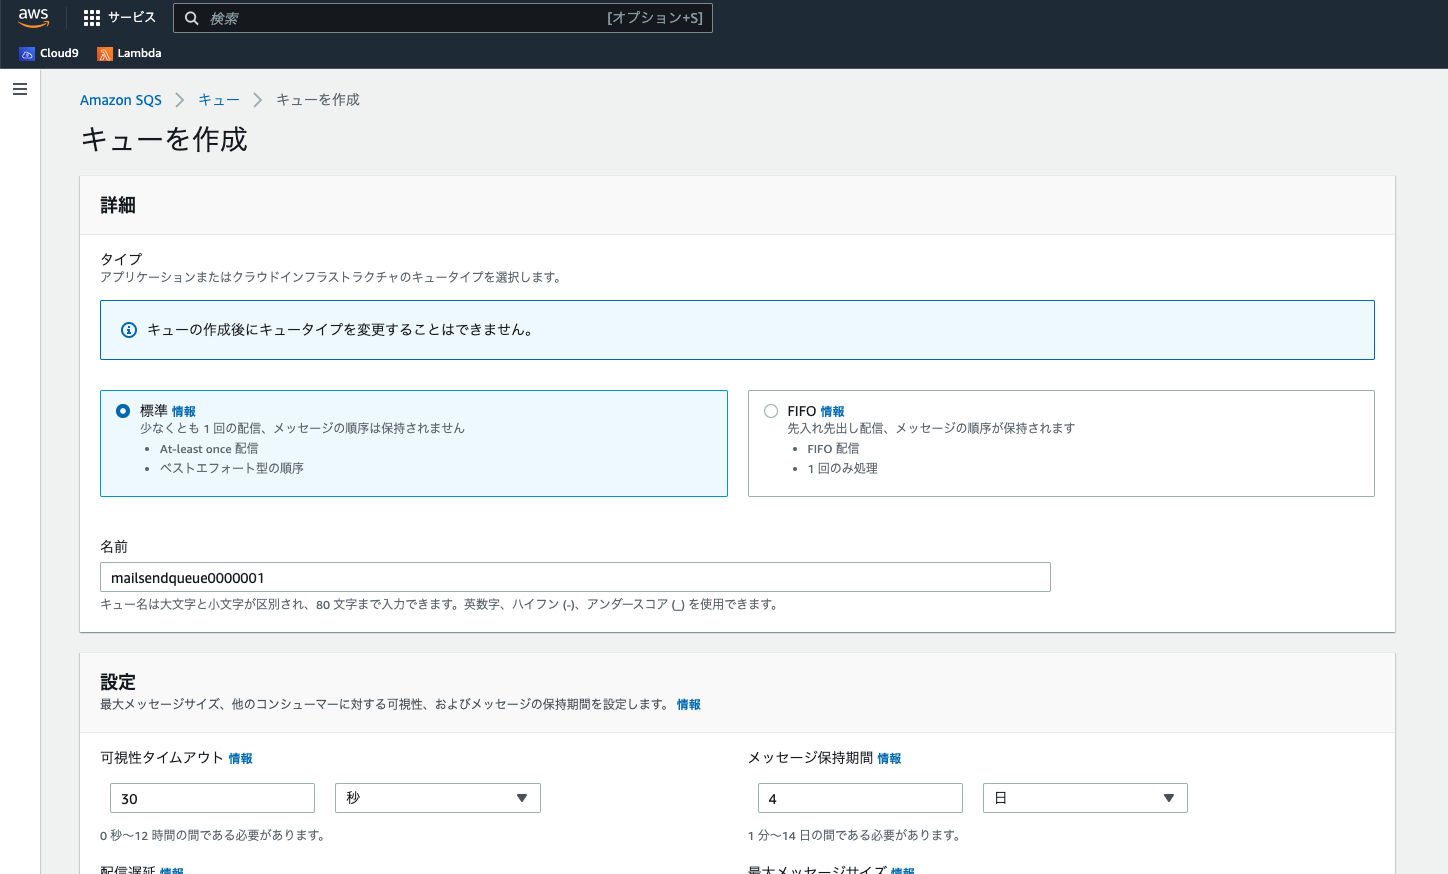 aws サービス 検索 [オプション+S]
Cloud9 Lambda
Amazon SQS キュー キューを作成
キューを作成
詳細
タイプ
アプリケーションまたはクラウドインフラストラクチャのキュータイプを選択します。
キューの作成後にキュータイプを変更することはできません。
標準 情報
少なくとも 1 回の配信、メッセージの順序は保持されません
• At-least once 配信
• ベストエフォート型の順序
FIFO 情報
先入れ先出し配信、メッセージの順序が保持されます
• FIFO 配信
• 1 回のみ処理
名前
mailsendqueue0000001
キュー名は大文字と小文字が区別され、80 文字まで入力できます。英数字、ハイフン (-)、アンダースコア (_) を使用できます。
設定
最大メッセージサイズ、他のコンシューマーに対する可視性、およびメッセージの保持期間を設定します。 情報
可視性タイムアウト 情報
30 秒
0 秒～12 時間の間である必要があります。
メッセージ保持期間 情報
4 日
1 分～14 日の間である必要があります。
配信遅延 情報
最大メッセージサイズ 情報